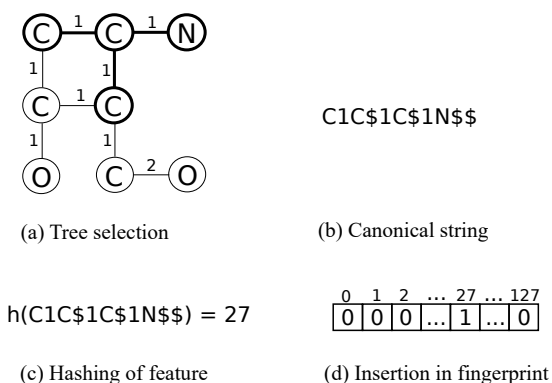 C 1 C 1 N
1 1
C 1 C
1 1
O C 2 O
C1C$1C$1N$$
(a) Tree selection
(b) Canonical string
h(C1C$1C$1N$$) = 27
0 1 2 ... 27 ... 127
0 0 0 ... 1 ... 0
(c) Hashing of feature
(d) Insertion in fingerprint